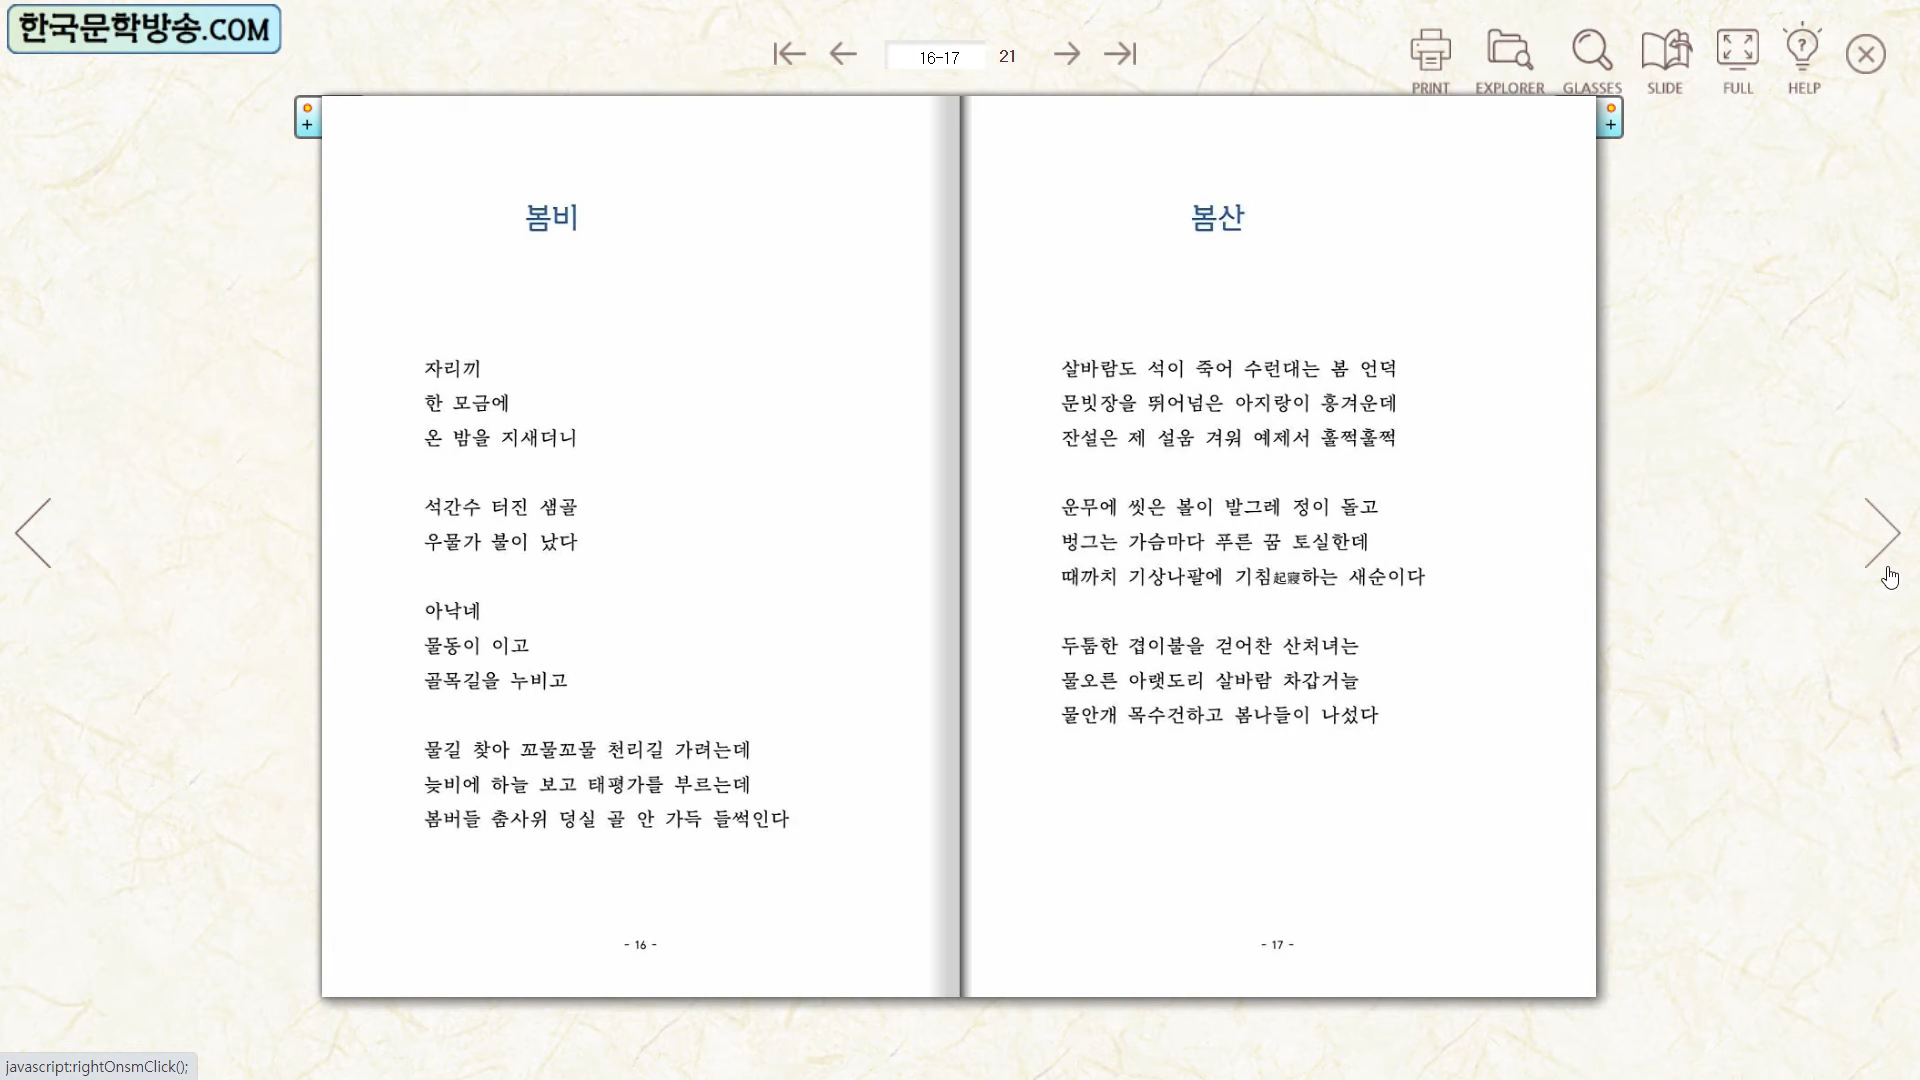 한국문학방송.COM
16-17
21
PRINT
EXPLORER
GLASSES
SLIDE
FULL
HELP
봄비
자리끼
한 모금에
온 밤을 지새더니
석간수 터진 샘골
우물가 불이 났다
아낙네
물동이 이고
골목길을 누비고
물길 찾아 꼬물꼬물 천리길 가려는데
늦비에 하늘 보고 태평가를 부르는데
봄버들 춤사위 덩실 골 안 가득 들썩인다
- 16 -
봄산
살바람도 석이 죽어 수런대는 봄 언덕
문빗장을 뛰어넘은 아지랑이 흥겨운데
잔설은 제 설움 겨워 예제서 훌쩍훌쩍
운무에 씻은 볼이 발그레 정이 돌고
벙그는 가슴마다 푸른 꿈 토실한데
때까치 기상나팔에 기침起寢하는 새순이다
두툼한 겹이불을 걷어찬 산처녀는
물오른 아랫도리 살바람 차갑거늘
물안개 목수건하고 봄나들이 나섰다
- 17 -
javascript:rightOnsmClick();